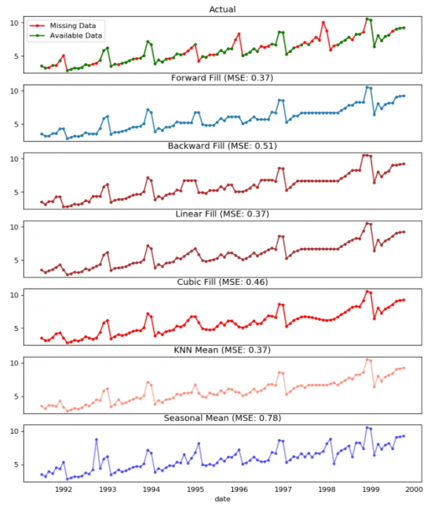 Actual
Missing Data
Available Data
10
5
Forward Fill (MSE: 0.37)
10
5
Backward Fill (MSE: 0.51)
10
5
Linear Fill (MSE: 0.37)
10
5
Cubic Fill (MSE: 0.46)
10
5
KNN Mean (MSE: 0.37)
10
5
Seasonal Mean (MSE: 0.78)
10
5
1992 1993 1994 1995 1996 1997 1998 1999 2000
date